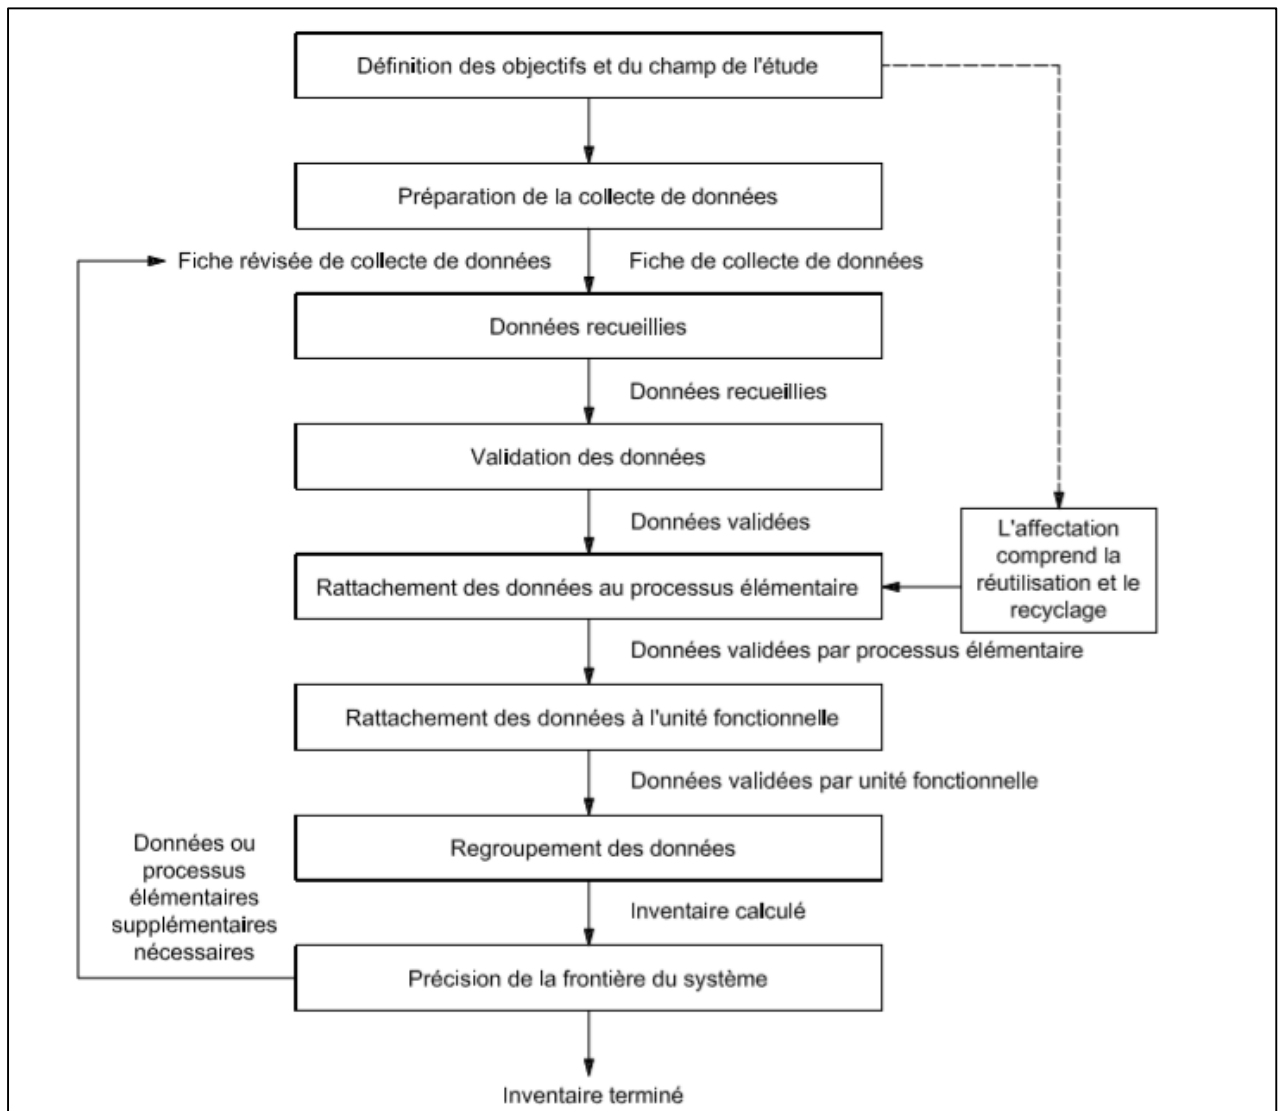 Définition des objectifs et du champ de l'étude
Préparation de la collecte de données
Fiche révisée de collecte de données
Fiche de collecte de données
Données recueillies
Données recueillies
Validation des données
Données validées
L'affectation
comprend la
réutilisation et le
recyclage
Rattachement des données au processus élémentaire
Données validées par processus élémentaire
Rattachement des données à l'unité fonctionnelle
Données validées par unité fonctionnelle
Regroupement des données
Données ou
processus
élémentaires
supplémentaires
nécessaires
Inventaire calculé
Précision de la frontière du système
Inventaire terminé